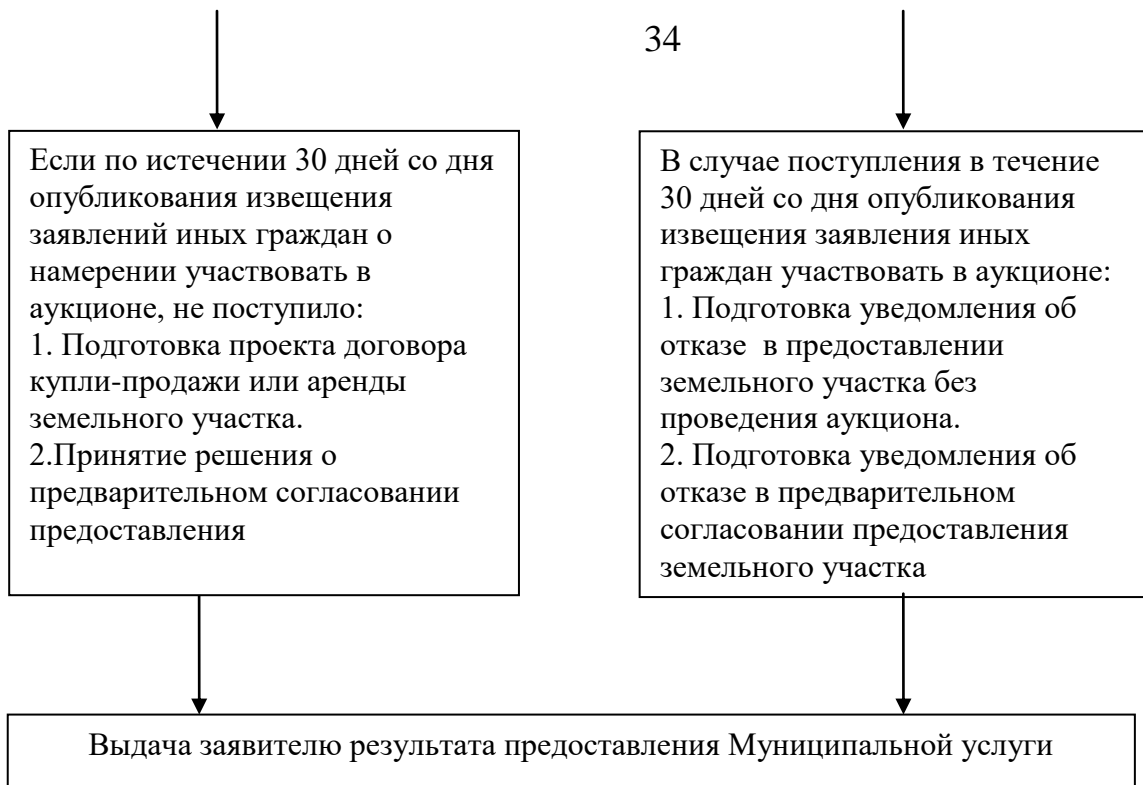 34
Если по истечении 30 дней со дня
опубликования извещения
заявлений иных граждан о
намерении участвовать в
аукционе, не поступило:
1. Подготовка проекта договора
купли-продажи или аренды
земельного участка.
2.Принятие решения о
предварительном согласовании
предоставления
В случае поступления в течение
30 дней со дня опубликования
извещения заявления иных
граждан участвовать в аукционе:
1. Подготовка уведомления об
отказе  в предоставлении
земельного участка без
проведения аукциона.
2. Подготовка уведомления об
отказе в предварительном
согласовании предоставления
земельного участка
Выдача заявителю результата предоставления Муниципальной услуги